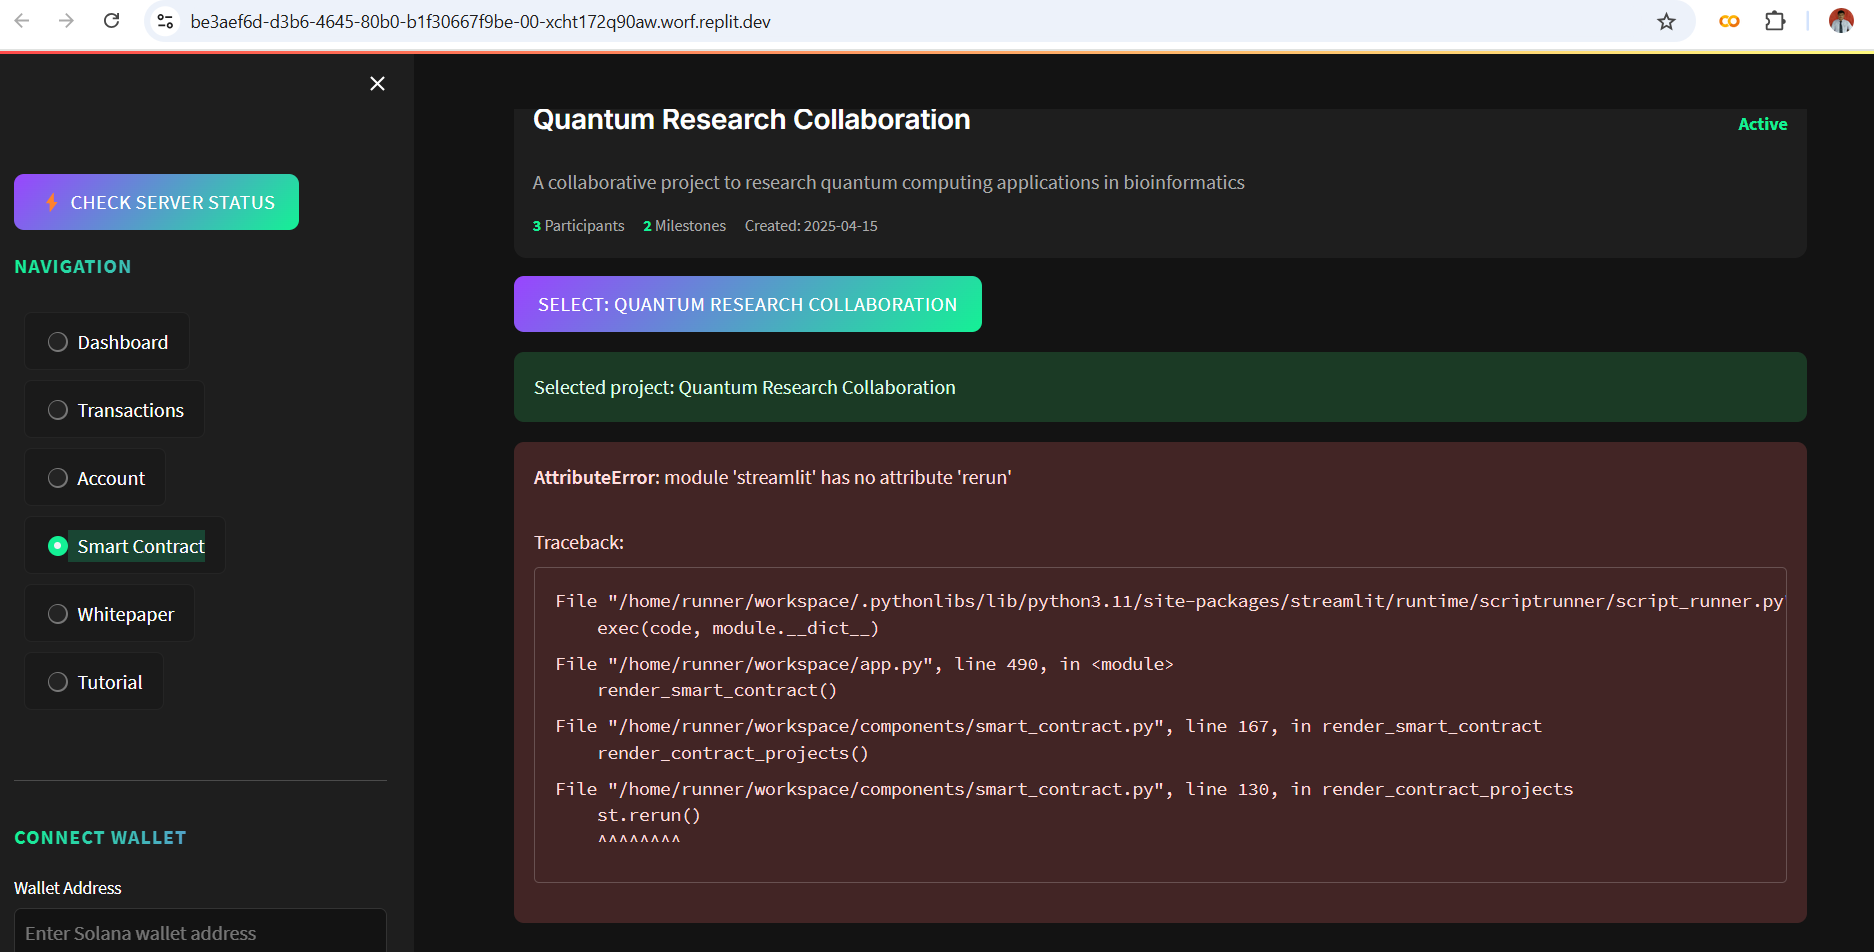 be3aef6d-d3b6-4645-80b0-b1f30667f9be-00-xcht172q90aw.worf.replit.dev
CHECK SERVER STATUS
NAVIGATION
Dashboard
Transactions
Account
Smart Contract
Whitepaper
Tutorial
CONNECT WALLET
Wallet Address
Enter Solana wallet address
Quantum Research Collaboration
Active
A collaborative project to research quantum computing applications in bioinformatics
3 Participants 2 Milestones Created: 2025-04-15
SELECT: QUANTUM RESEARCH COLLABORATION
Selected project: Quantum Research Collaboration
AttributeError: module 'streamlit' has no attribute 'rerun'
Traceback:
File "/home/runner/workspace/.pythonlibs/lib/python3.11/site-packages/streamlit/runtime/scriptrunner/script_runner.py
exec(code, module.__dict__)
File "/home/runner/workspace/app.py", line 490, in <module>
render_smart_contract()
File "/home/runner/workspace/components/smart_contract.py", line 167, in render_smart_contract
render_contract_projects()
File "/home/runner/workspace/components/smart_contract.py", line 130, in render_contract_projects
st.rerun()
^^^^^^^^